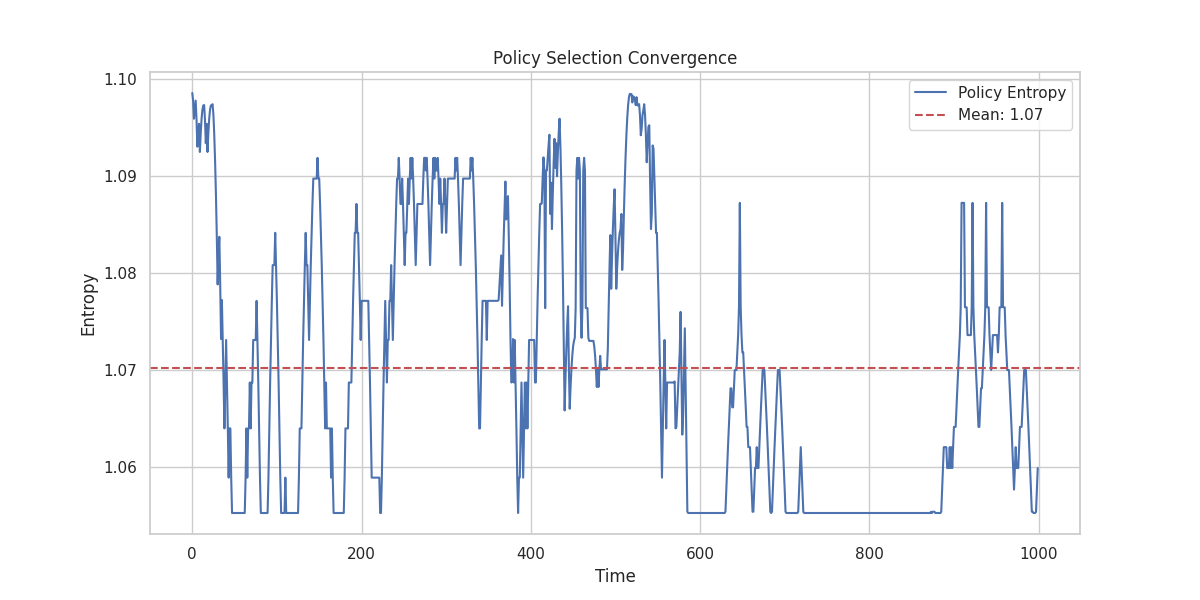 Policy Selection Convergence
1.10
1.09
1.08
1.07
1.06
Entropy
Policy Entropy
Mean: 1.07
0
200
400
600
800
1000
Time